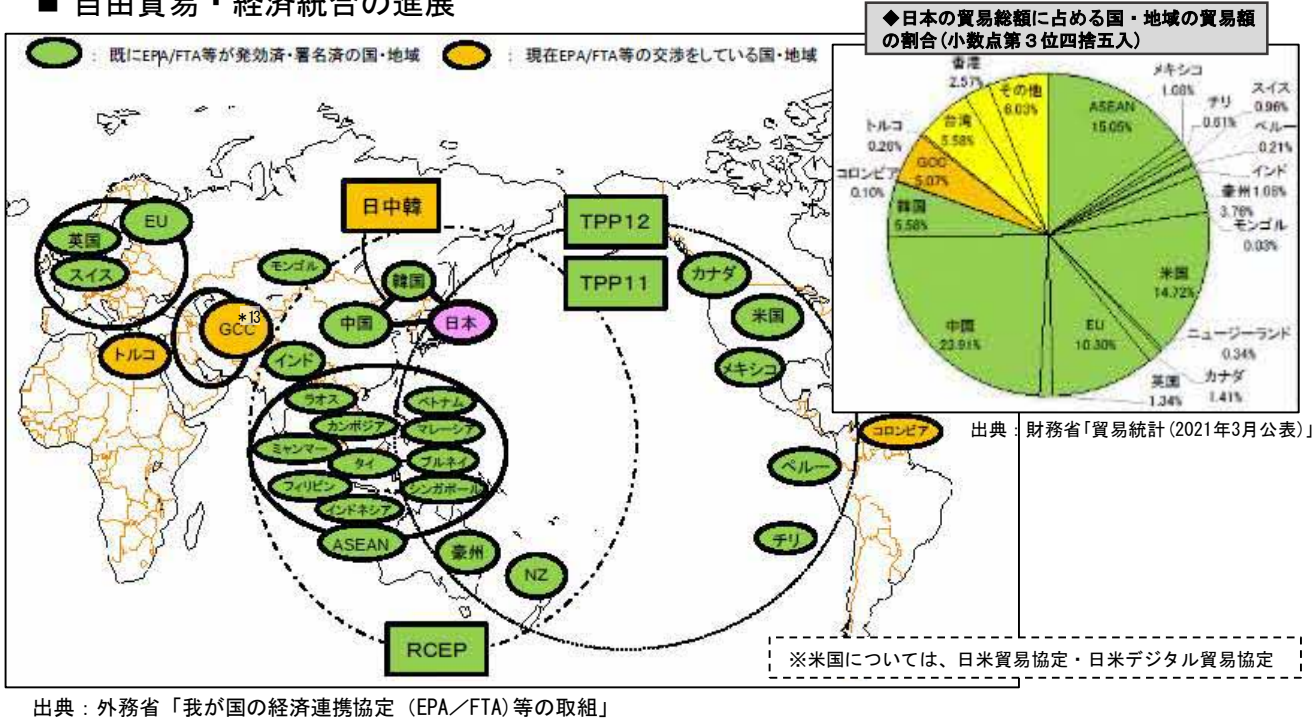 ■ 自由貿易・経済統合の進展
◆日本の貿易総額に占める国・地域の貿易額
の割合(小数点第３位四捨五入)
：既にEPA/FTA等が発効済・署名済の国・地域
：現在EPA/FTA等の交渉をしている国・地域
日中韓
TPP12
TPP11
EU
英国
スイス
モンゴル
韓国
中国
日本
カナダ
米国
メキシコ
GCC
*13
トルコ
インド
ラオス
ベトナム
カンボジア
マレーシア
ミャンマー
タイ
ブルネイ
フィリピン
シンガポール
インドネシア
ASEAN
豪州
NZ
コロンビア
ペルー
チリ
RCEP
香港
2.57%
その他
6.03%
ASEAN
15.05%
メキシコ
1.08%
チリ
0.61%
スイス
0.96%
ペルー
0.21%
インド
1.08%
豪州
3.76%
モンゴル
0.03%
米国
14.72%
ニュージーランド
0.34%
カナダ
1.41%
EU
10.30%
英国
1.34%
中国
23.91%
韓国
5.58%
コロンビア
0.10%
GCC
5.07%
トルコ
0.26%
台湾
5.58%
出典：財務省「貿易統計(2021年3月公表)」
※米国については、日米貿易協定・日米デジタル貿易協定
出典：外務省「我が国の経済連携協定（EPA／FTA)等の取組」